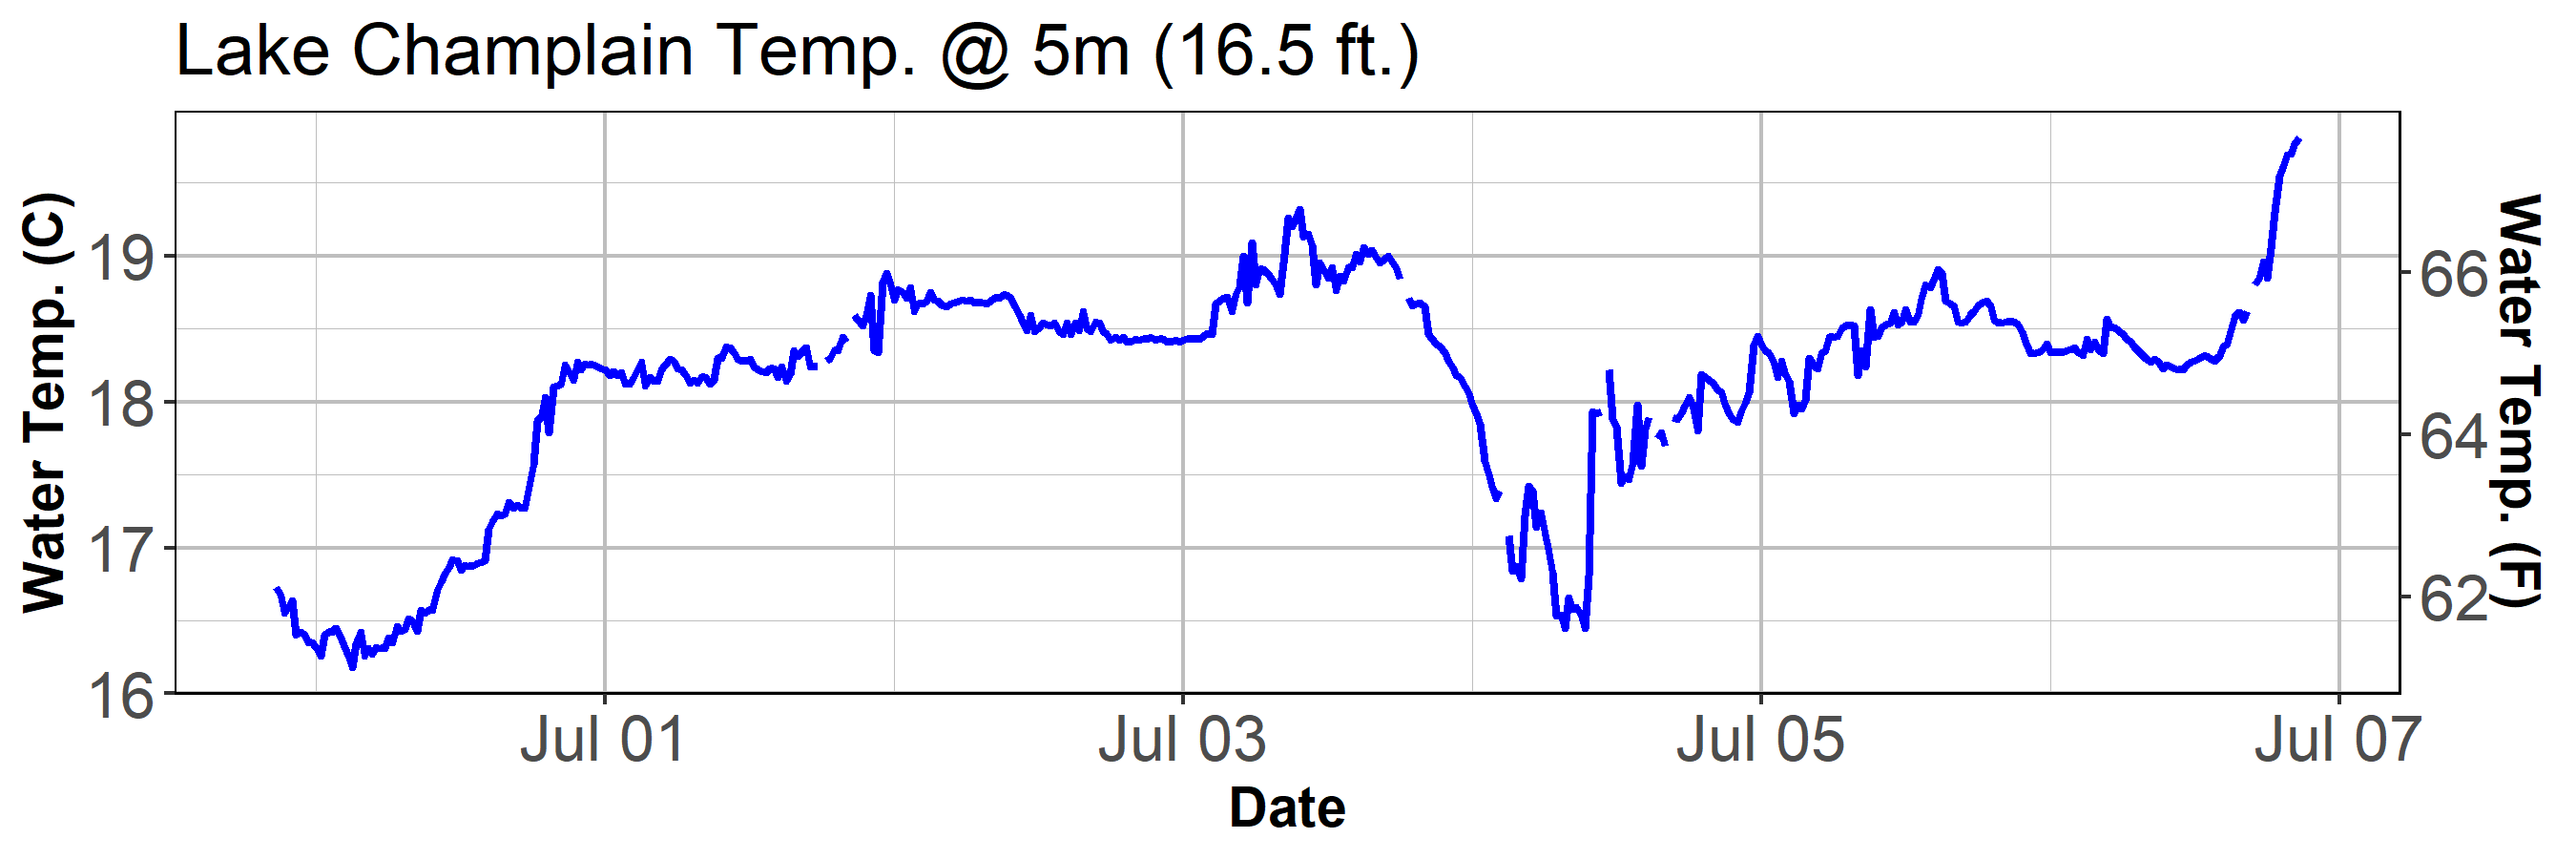 Lake Champlain Temp. @ 5m (16.5 ft.)
Water Temp. (C)
19
18
17
16
66
64
62
Water Temp. (F)
Jul 01
Jul 03
Jul 05
Jul 07
Date